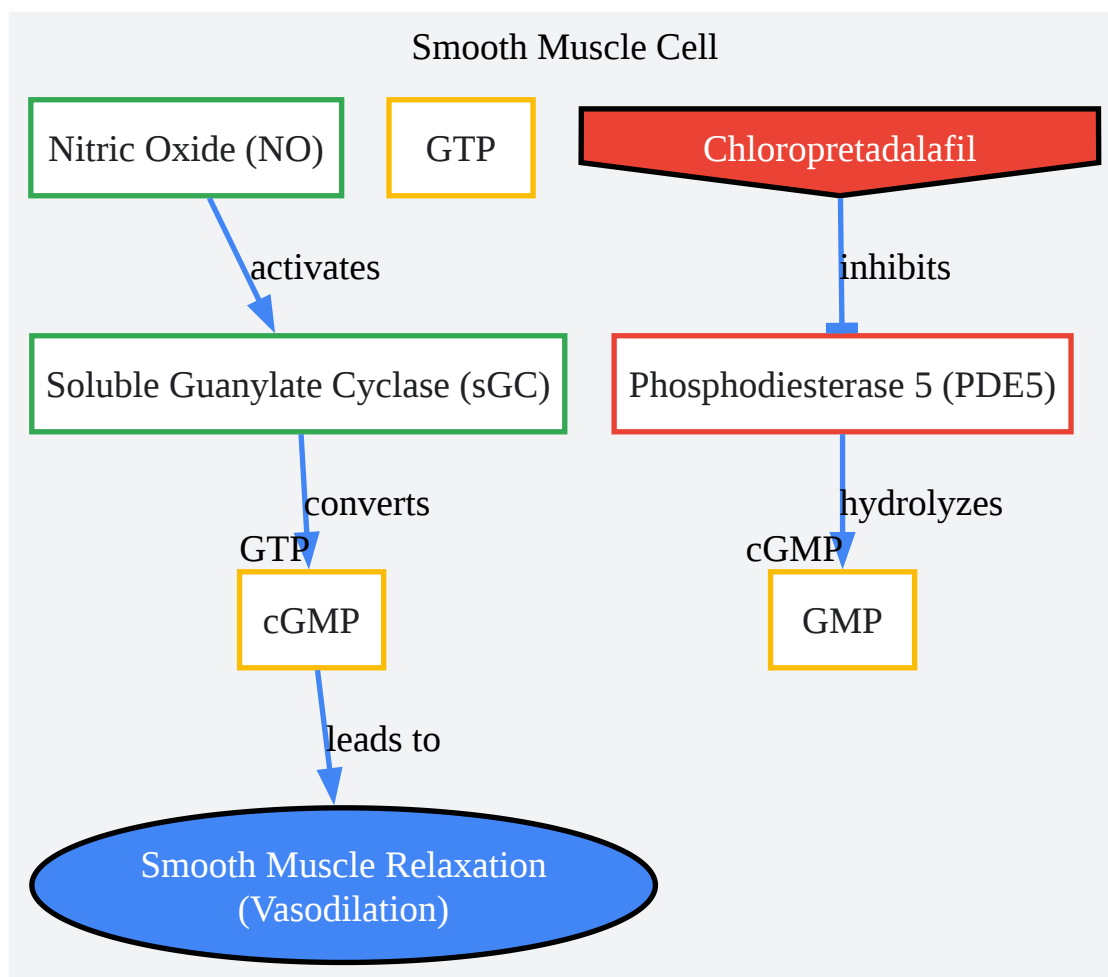 Smooth Muscle Cell
Nitric Oxide (NO)
GTP
Chloropretadalafil
activates
inhibits
Soluble Guanylate Cyclase (sGC)
Phosphodiesterase 5 (PDE5)
converts
GTP
hydrolyzes
cGMP
cGMP
GMP
leads to
Smooth Muscle Relaxation
(Vasodilation)